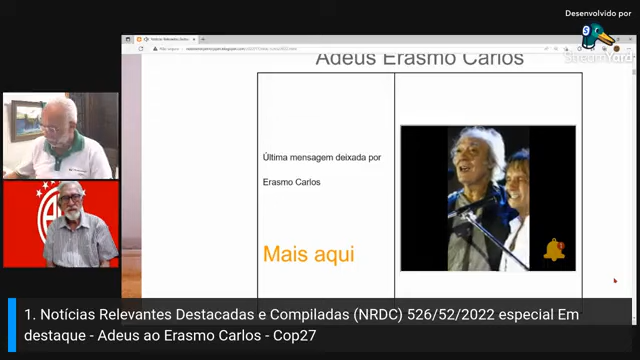 Desenvolvido por
StreamYard
Adeus Erasmo Carlos
Última mensagem deixada por
Erasmo Carlos
Mais aqui
1. Notícias Relevantes Destacadas e Compiladas (NRDC) 526/52/2022 especial Em
destaque - Adeus ao Erasmo Carlos - Cop27